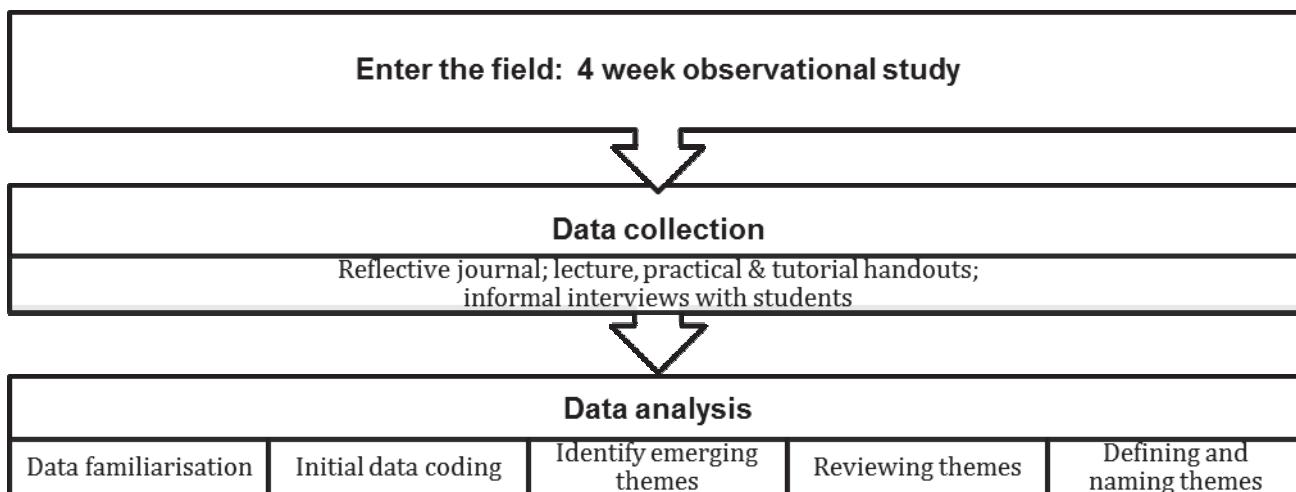 Enter the field: 4 week observational study
Data collection
Reflective journal; lecture, practical & tutorial handouts;
informal interviews with students
Data analysis
Data familiarisation
Initial data coding
Identify emerging
themes
Reviewing themes
Defining and
naming themes